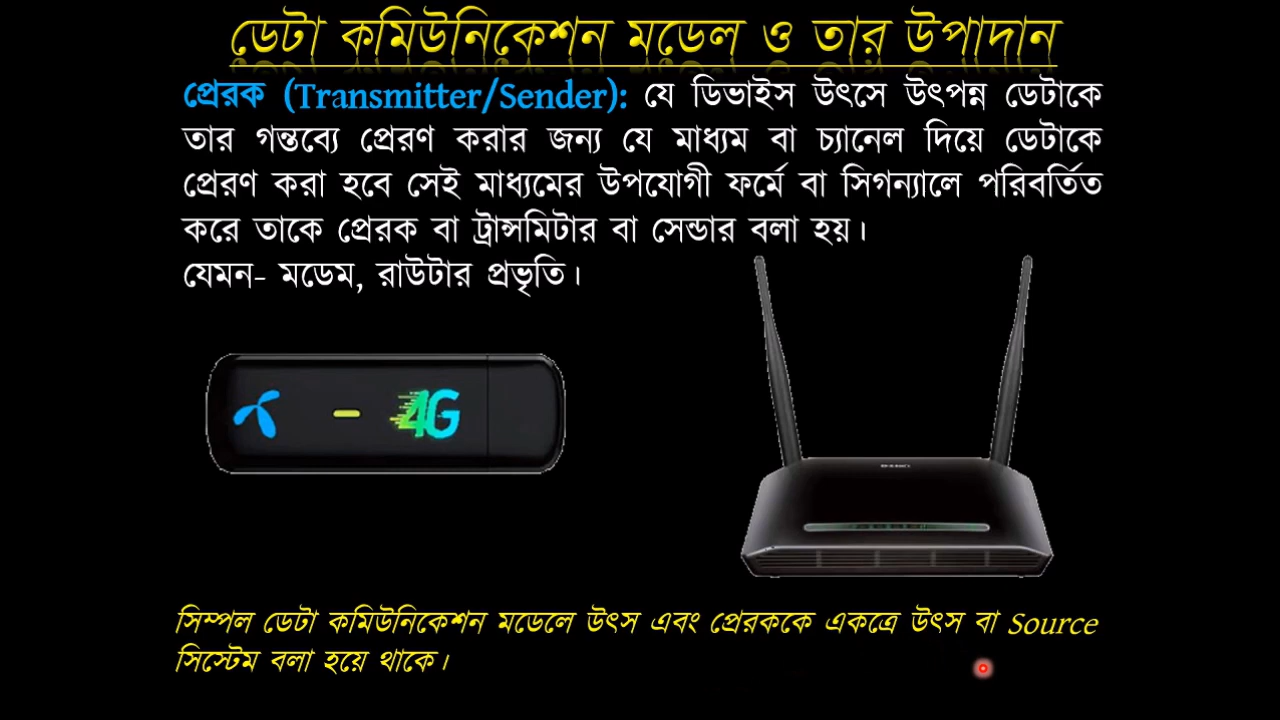 ডেটা কমিউনিকেশন মডেল ও তার উপাদান
প্রেরক (Transmitter/Sender): যে ডিভাইস উৎসে উৎপন্ন ডেটাকে
তার গন্তব্যে প্রেরণ করার জন্য যে মাধ্যম বা চ্যানেল দিয়ে ডেটাকে
প্রেরণ করা হবে সেই মাধ্যমের উপযোগী ফর্মে বা সিগন্যালে পরিবর্তিত
করে তাকে প্রেরক বা ট্রান্সমিটার বা সেন্ডার বলা হয়।
যেমন- মডেম, রাউটার প্রভৃতি।
4G
সিম্পল ডেটা কমিউনিকেশন মডেলে উৎস এবং প্রেরককে একত্রে উৎস বা Source
সিস্টেম বলা হয়ে থাকে।